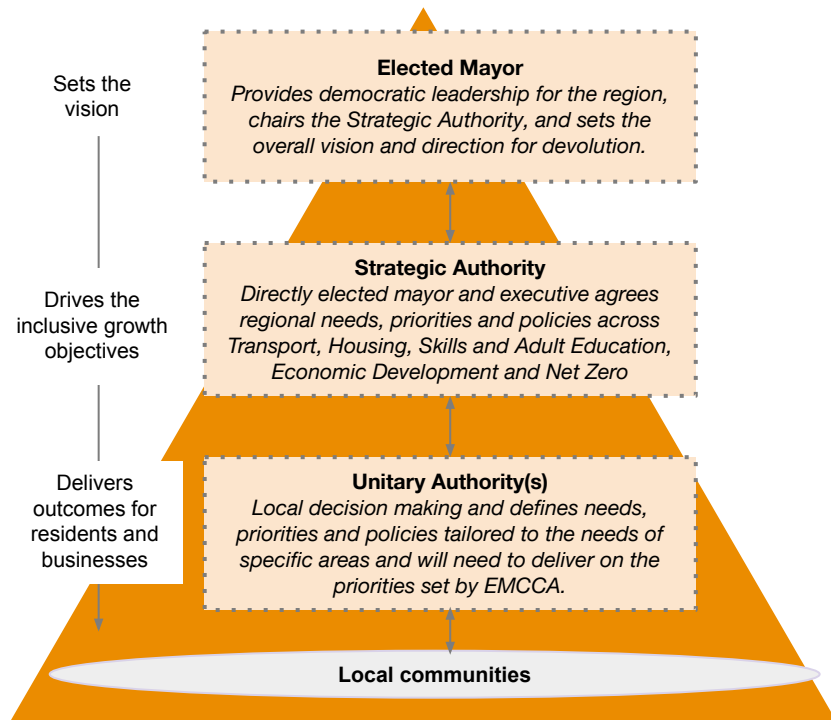 Sets the
vision
Elected Mayor
Provides democratic leadership for the region,
chairs the Strategic Authority, and sets the
overall vision and direction for devolution.
Drives the
inclusive growth
objectives
Strategic Authority
Directly elected mayor and executive agrees
regional needs, priorities and policies across
Transport, Housing, Skills and Adult Education,
Economic Development and Net Zero
Delivers
outcomes for
residents and
businesses
Unitary Authority(s)
Local decision making and defines needs,
priorities and policies tailored to the needs of
specific areas and will need to deliver on the
priorities set by EMCCA.
Local communities